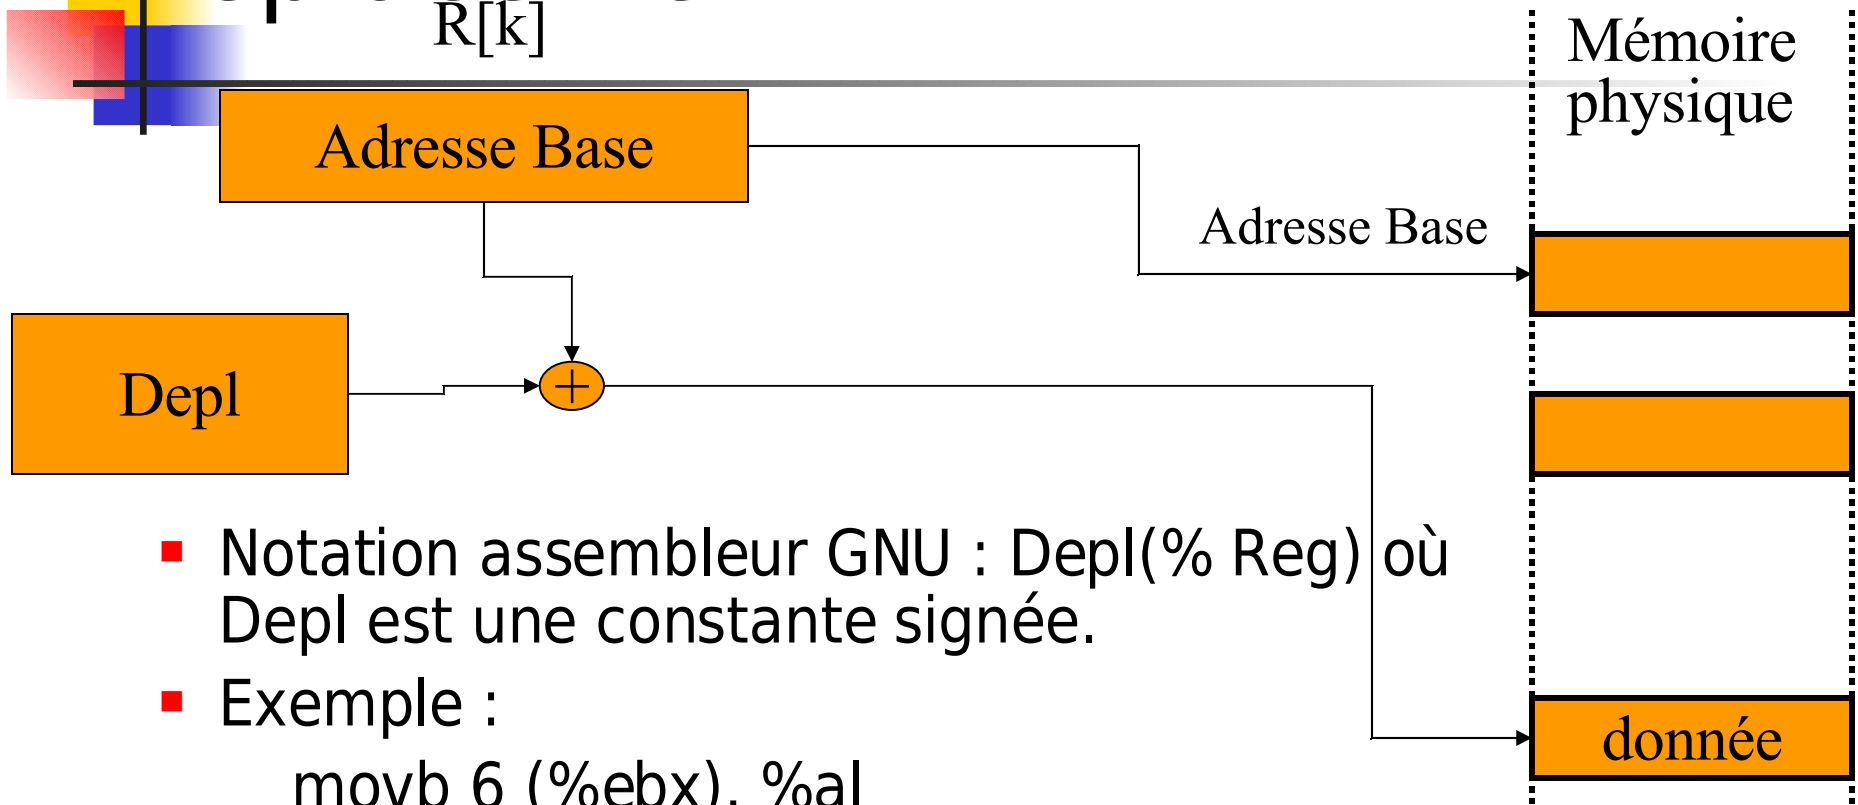 R[k]
Mémoire
physique
Adresse Base
Adresse Base
Depl
+
Notation assembleur GNU : Depl(% Reg) où
Depl est une constante signée.
Exemple :
donnée
movb 6 (%ebx), %al